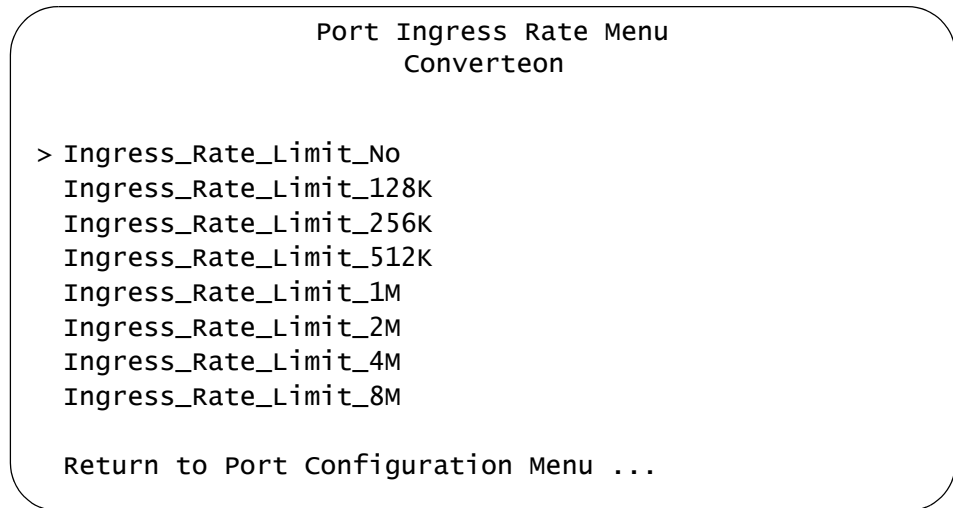 Port Ingress Rate Menu
Converteon
> Ingress_Rate_Limit_No
Ingress_Rate_Limit_128K
Ingress_Rate_Limit_256K
Ingress_Rate_Limit_512K
Ingress_Rate_Limit_1M
Ingress_Rate_Limit_2M
Ingress_Rate_Limit_4M
Ingress_Rate_Limit_8M
Return to Port Configuration Menu ...